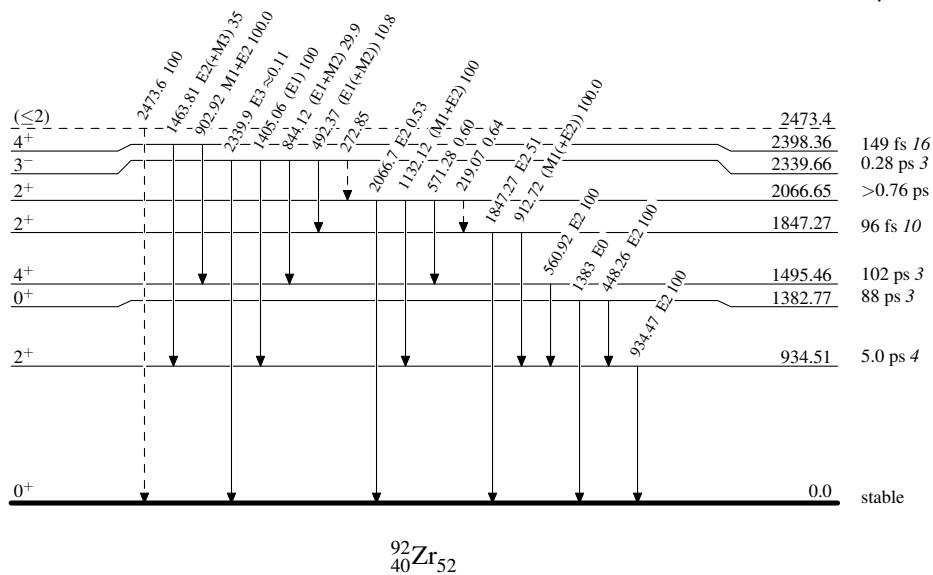 2473.6 100
1463.81 E2(+M3) 35
902.92 M1+E2 100.0
2339.9 E3 ≈0.11
1405.06 (E1) 100
844.12 (E1+M2) 29.9
492.37 (E1(+M2)) 10.8
272.85
2066.7 E2 0.53
1132.12 (M1+E2) 100
571.28 0.60
219.07 0.64
1847.27 E2 51
912.72 (M1(+E2)) 100.0
560.92 E2 100
1383 E0
448.26 E2 100
934.47 E2 100
(≤2) 2473.4
4⁺ 2398.36 149 fs 16
3⁻ 2339.66 0.28 ps 3
2⁺ 2066.65 >0.76 ps
2⁺ 1847.27 96 fs 10
4⁺ 1495.46 102 ps 3
0⁺ 1382.77 88 ps 3
2⁺ 934.51 5.0 ps 4
0⁺ 0.0 stable
⁹²₄₀Zr₅₂